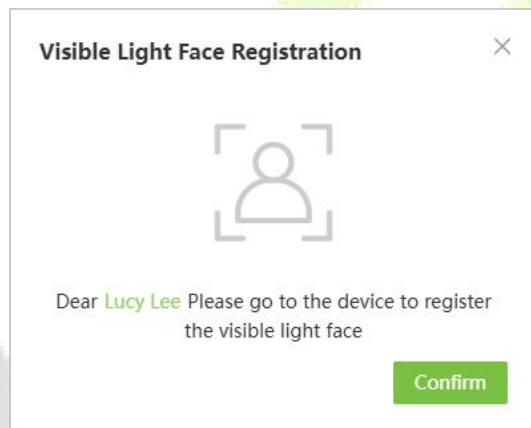 Visible Light Face Registration
Dear Lucy Lee Please go to the device to register
the visible light face
Confirm